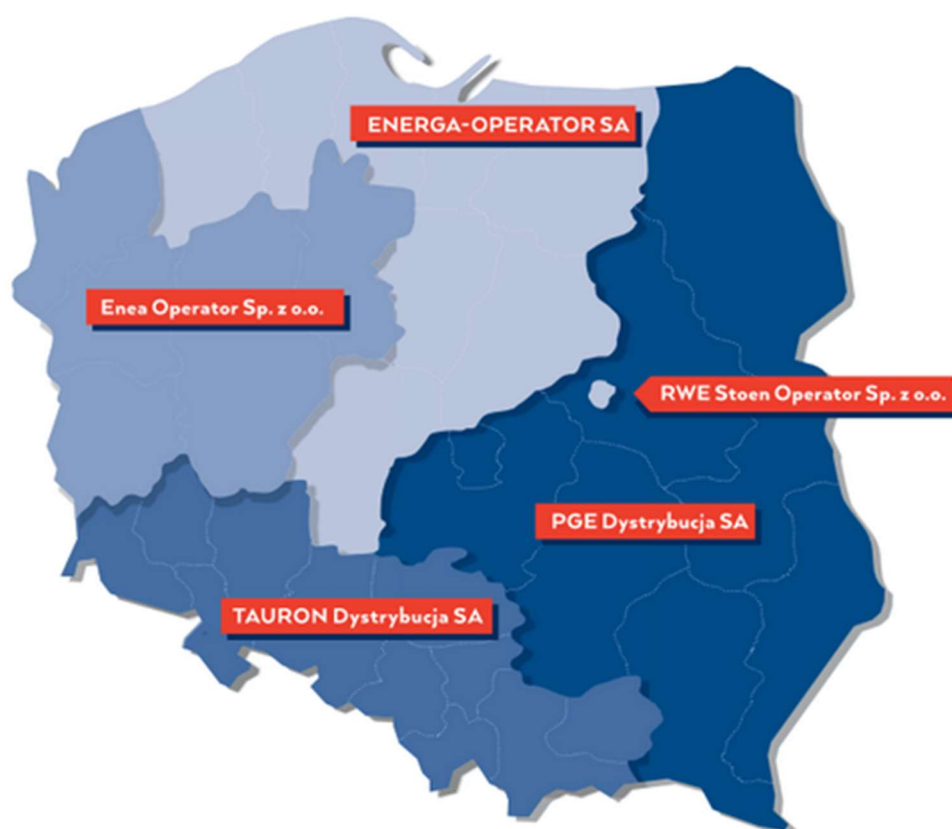 ENERGA-OPERATOR SA
Enea Operator Sp. z o.o.
RWE Stoen Operator Sp. z o.o.
PGE Dystrybucja SA
TAURON Dystrybucja SA